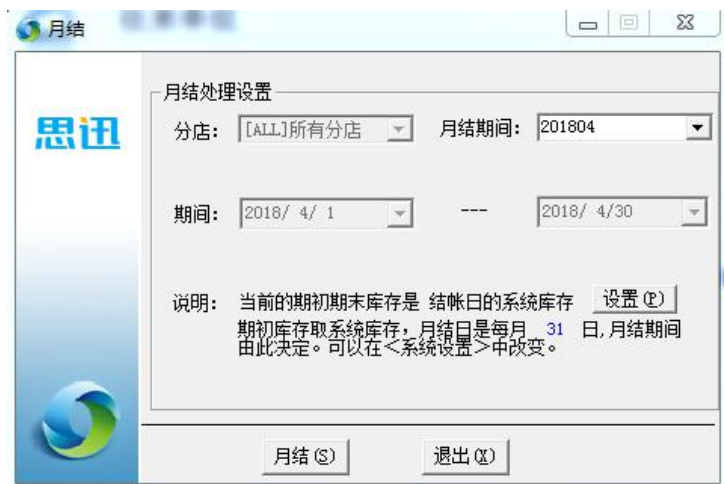 月结
思迅
月结处理设置
分店： [ALL]所有分店 月结期间： 201804
期间： 2018/ 4/ 1 --- 2018/ 4/30
说明： 当前的期初期末库存是 结帐日的系统库存 设置(P)
期初库存取系统库存，月结日是每月 31 日,月结期间
由此决定。可以在<系统设置>中改变。
月结(S) 退出(X)